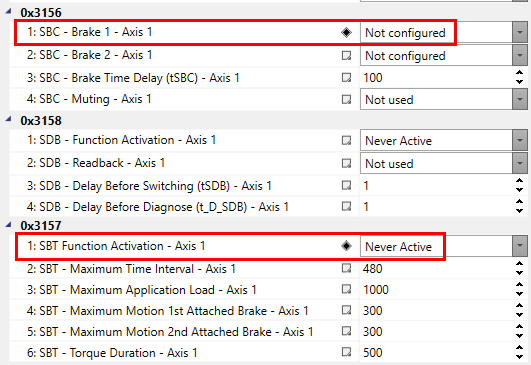 0x3156
1: SBC - Brake 1 - Axis 1 Not configured
2: SBC - Brake 2 - Axis 1 Not configured
3: SBC - Brake Time Delay (tSBC) - Axis 1 100
4: SBC - Muting - Axis 1 Not used
0x3158
1: SDB - Function Activation - Axis 1 Never Active
2: SDB - Readback - Axis 1 Not used
3: SDB - Delay Before Switching (tSDB) - Axis 1 1
4: SDB - Delay Before Diagnose (t_D_SDB) - Axis 1 1
0x3157
1: SBT Function Activation - Axis 1 Never Active
2: SBT - Maximum Time Interval - Axis 1 480
3: SBT - Maximum Application Load - Axis 1 1000
4: SBT - Maximum Motion 1st Attached Brake - Axis 1 300
5: SBT - Maximum Motion 2nd Attached Brake - Axis 1 300
6: SBT - Torque Duration - Axis 1 500